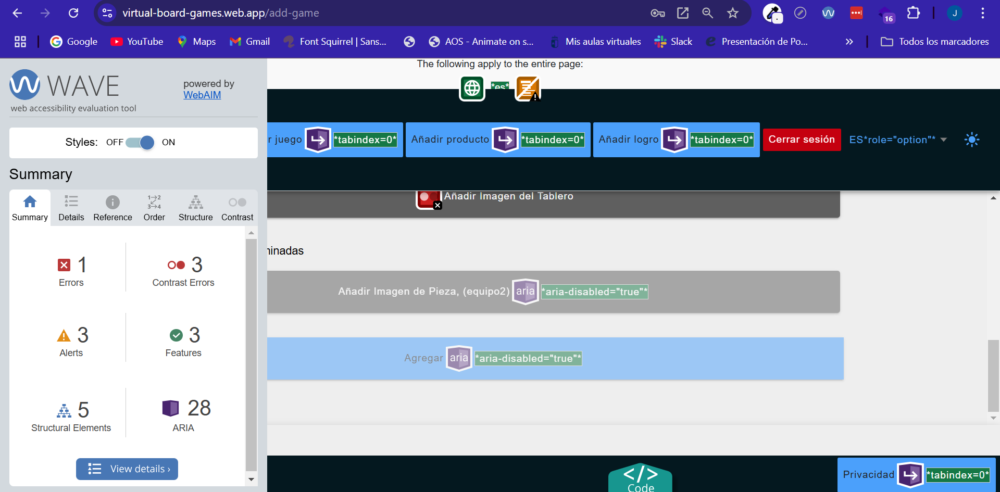 virtual-board-games.web.app/add-game
16
J
Google
YouTube
Maps
Gmail
Font Squirrel | Sans...
AOS - Animate on s...
Mis aulas virtuales
Slack
Presentación de Po...
»
Todos los marcadores
WAVE
powered by
WebAIM
web accessibility evaluation tool
Styles: OFF ON
Summary
Summary
Details
Reference
Order
Structure
Contrast
1
Errors
3
Contrast Errors
3
Alerts
3
Features
5
Structural Elements
28
ARIA
View details ›
The following apply to the entire page:
*es*
r juego *tabindex=0*
Añadir producto *tabindex=0*
Añadir logro *tabindex=0*
Cerrar sesión
ES*role="option"*
Añadir Imagen del Tablero
ninadas
Añadir Imagen de Pieza, (equipo2) aria *aria-disabled="true"*
Agregar aria *aria-disabled="true"*
</>
Code
Privacidad *tabindex=0*